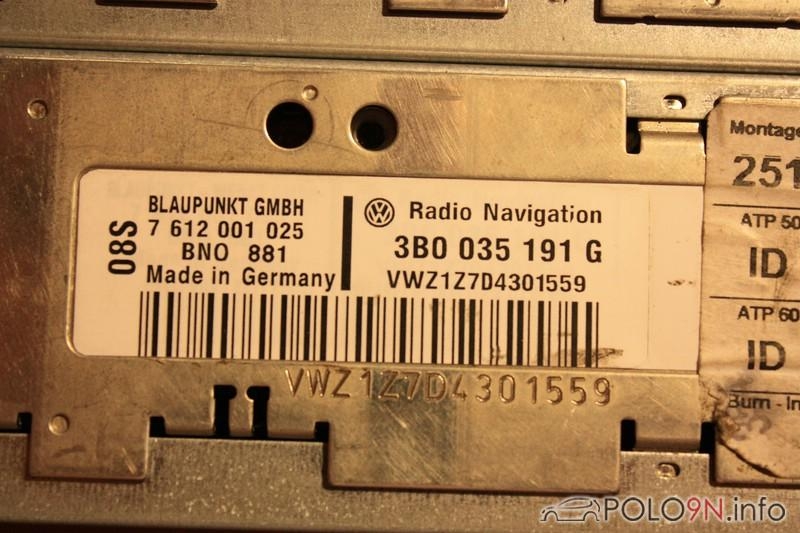 08S
BLAUPUNKT GMBH
7 612 001 025
BNO 881
Made in Germany
Radio Navigation
3B0 035 191 G
VWZ1Z7D4301559
VWZ1Z7D4301559
Montage
251
ATP 50
ID
ATP 60
ID
Burn - In
POLO9N.info